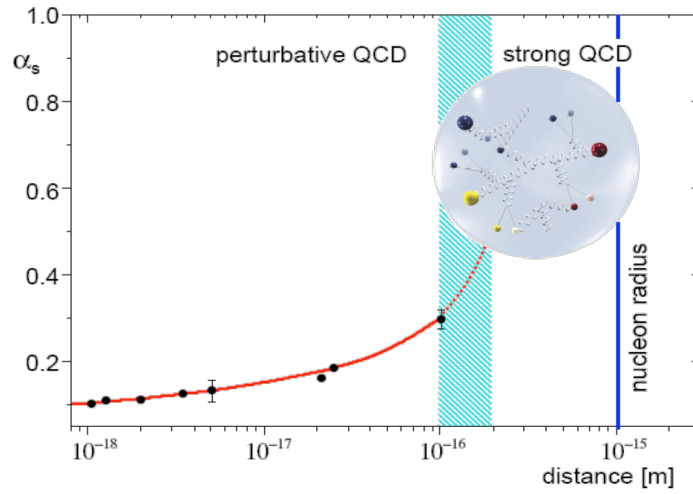 1.0
αs
perturbative QCD
strong QCD
0.8
0.6
0.4
0.2
nucleon radius
10−18
10−17
10−16
10−15
distance [m]